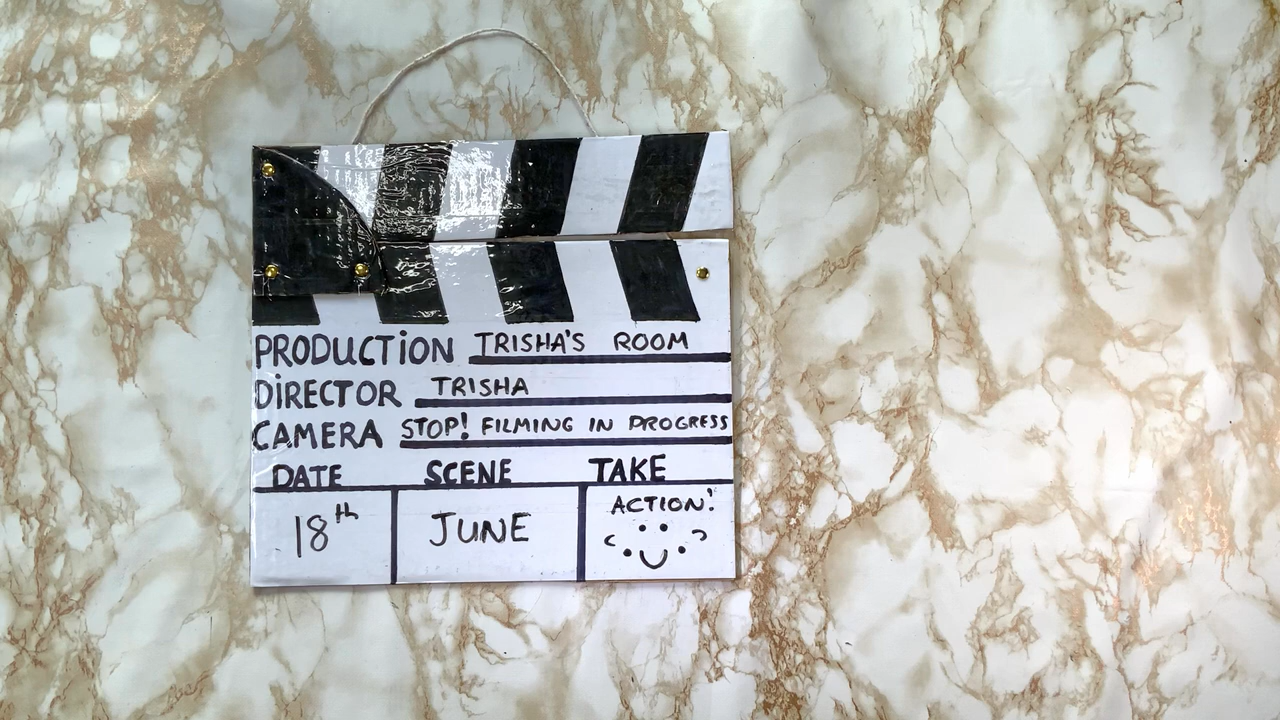 PRODUCTION TRISHA'S ROOM
DIRECTOR TRISHA
CAMERA STOP! FILMING IN PROGRESS
DATE SCENE TAKE
18th JUNE ACTION!